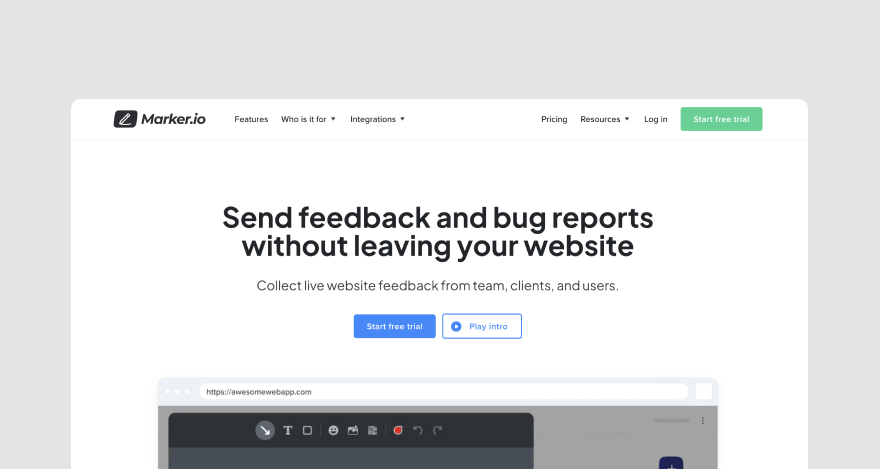 Marker.io
Features Who is it for Integrations
Pricing Resources Log in Start free trial
Send feedback and bug reports
without leaving your website
Collect live website feedback from team, clients, and users.
Start free trial Play intro
https://awesomewebapp.com
T